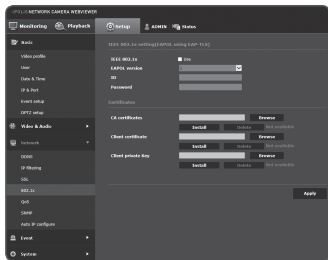 iPOLiS NETWORK CAMERA WEBVIEWER
Monitoring Playback Setup ADMIN Status
Basic
Video profile
User
Date & Time
IP & Port
Event setup
DPTZ setup
Video & Audio
Network
DDNS
IP filtering
SSL
802.1x
QoS
SNMP
Auto IP configure
Event
System
IEEE 802.1x setting(EAPOL using EAP-TLS)
IEEE 802.1x Use
EAPOL version
ID
Password
Certificates
CA certificates Browse
Install Delete Not available
Client certificate Browse
Install Delete Not available
Client private Key Browse
Install Delete Not available
Apply